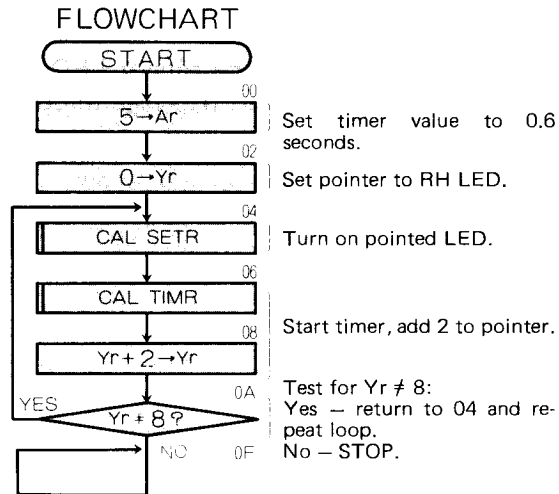 FLOWCHART
START
00
5→Ar
Set timer value to 0.6
seconds.
02
0→Yr
Set pointer to RH LED.
04
CAL SETR
Turn on pointed LED.
06
CAL TIMR
Start timer, add 2 to pointer.
08
Yr + 2→Yr
0A
Test for Yr ≠ 8:
YES
Yr ≠ 8?
Yes – return to 04 and re-
peat loop.
NO
0E
No – STOP.